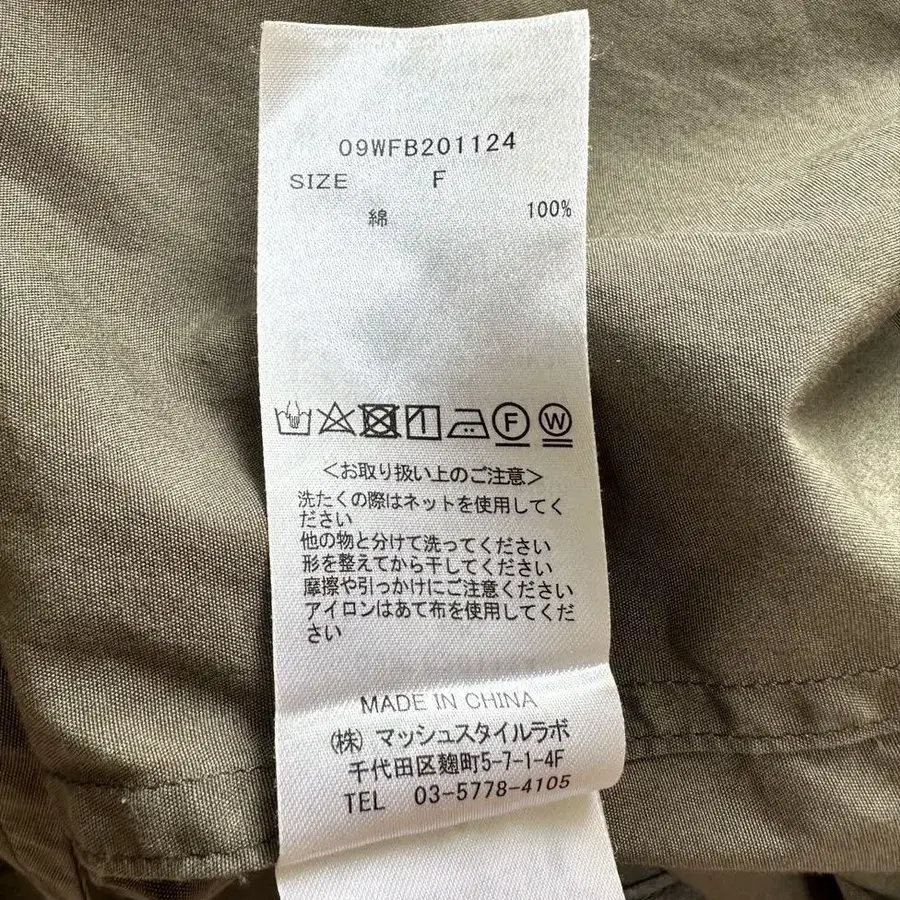 09WFB201124
SIZE F
綿 100%
F W
<お取り扱い上のご注意>
洗たくの際はネットを使用してく
ださい
他の物と分けて洗ってください
形を整えてから干してください
摩擦や引っかけにご注意ください
アイロンはあて布を使用してくだ
さい
MADE IN CHINA
(株) マッシュスタイルラボ
千代田区麹町5-7-1-4F
TEL 03-5778-4105